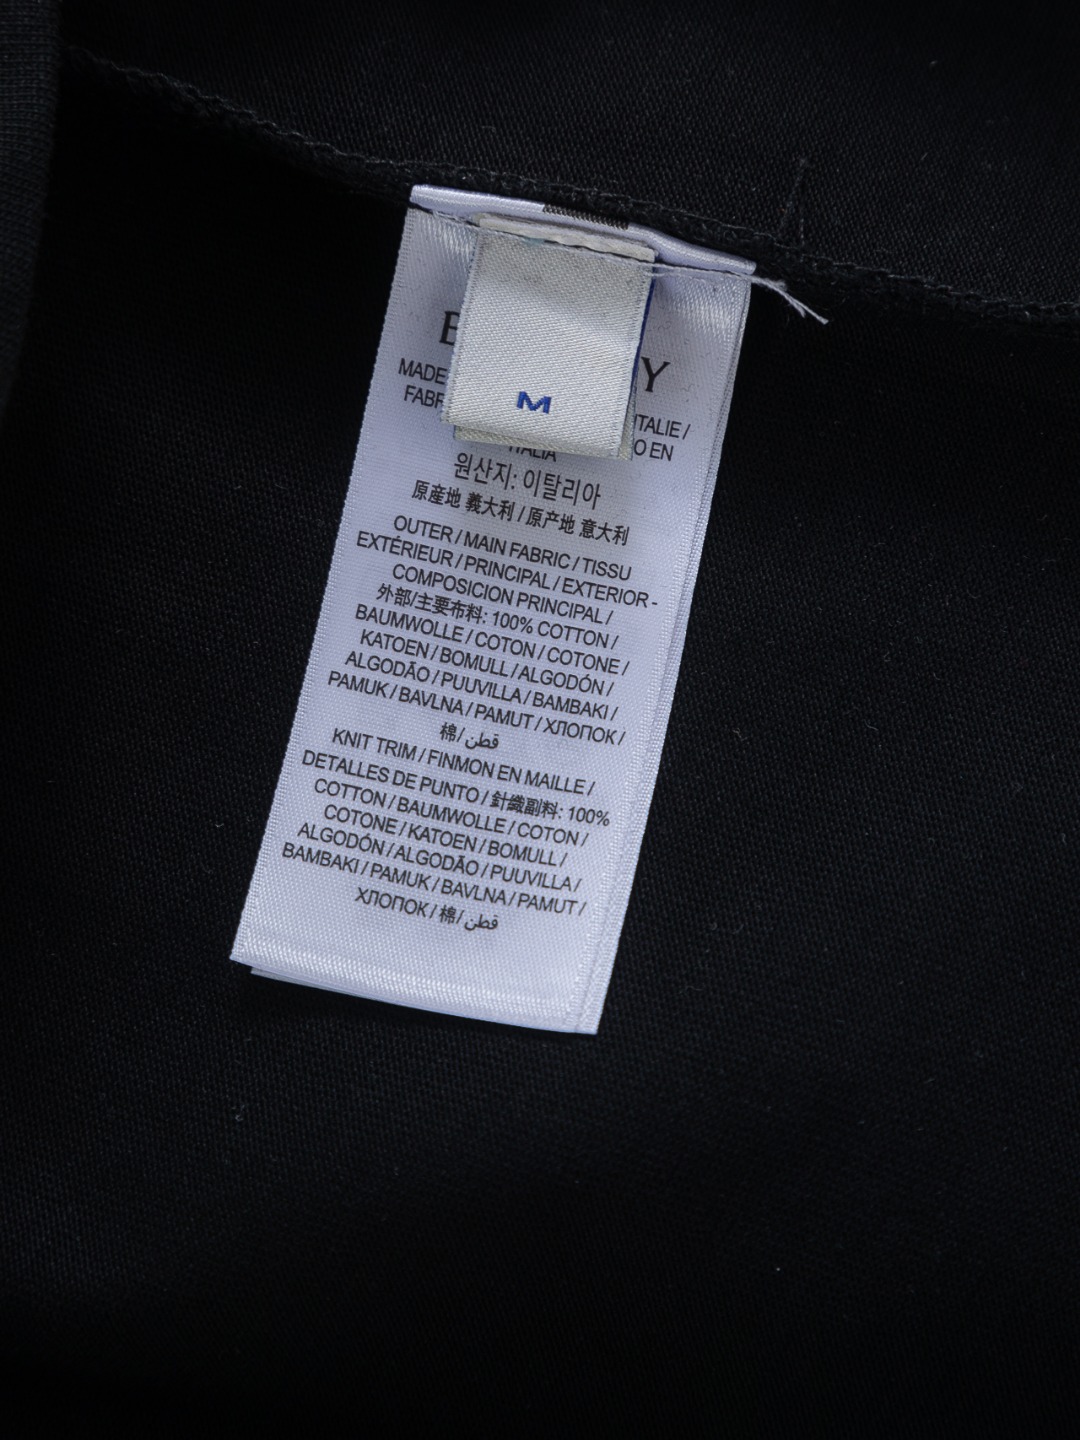 M
MADE
ITALIE /
FABR
O EN
ITALIA
원산지: 이탈리아
原産地 義大利 / 原产地 意大利
OUTER / MAIN FABRIC / TISSU
EXTÉRIEUR / PRINCIPAL / EXTERIOR -
COMPOSICION PRINCIPAL /
外部/主要布料: 100% COTTON /
BAUMWOLLE / COTON / COTONE /
KATOEN / BOMULL / ALGODÓN /
ALGODÃO / PUUVILLA / BAMBAKI /
PAMUK / BAVLNA / PAMUT / ХЛОПОК /
棉/ قطن
KNIT TRIM / FINMON EN MAILLE /
DETALLES DE PUNTO / 針織副料: 100%
COTTON / BAUMWOLLE / COTON /
COTONE / KATOEN / BOMULL /
ALGODÓN / ALGODÃO / PUUVILLA /
BAMBAKI / PAMUK / BAVLNA / PAMUT /
ХЛОПОК / 棉/ قطن